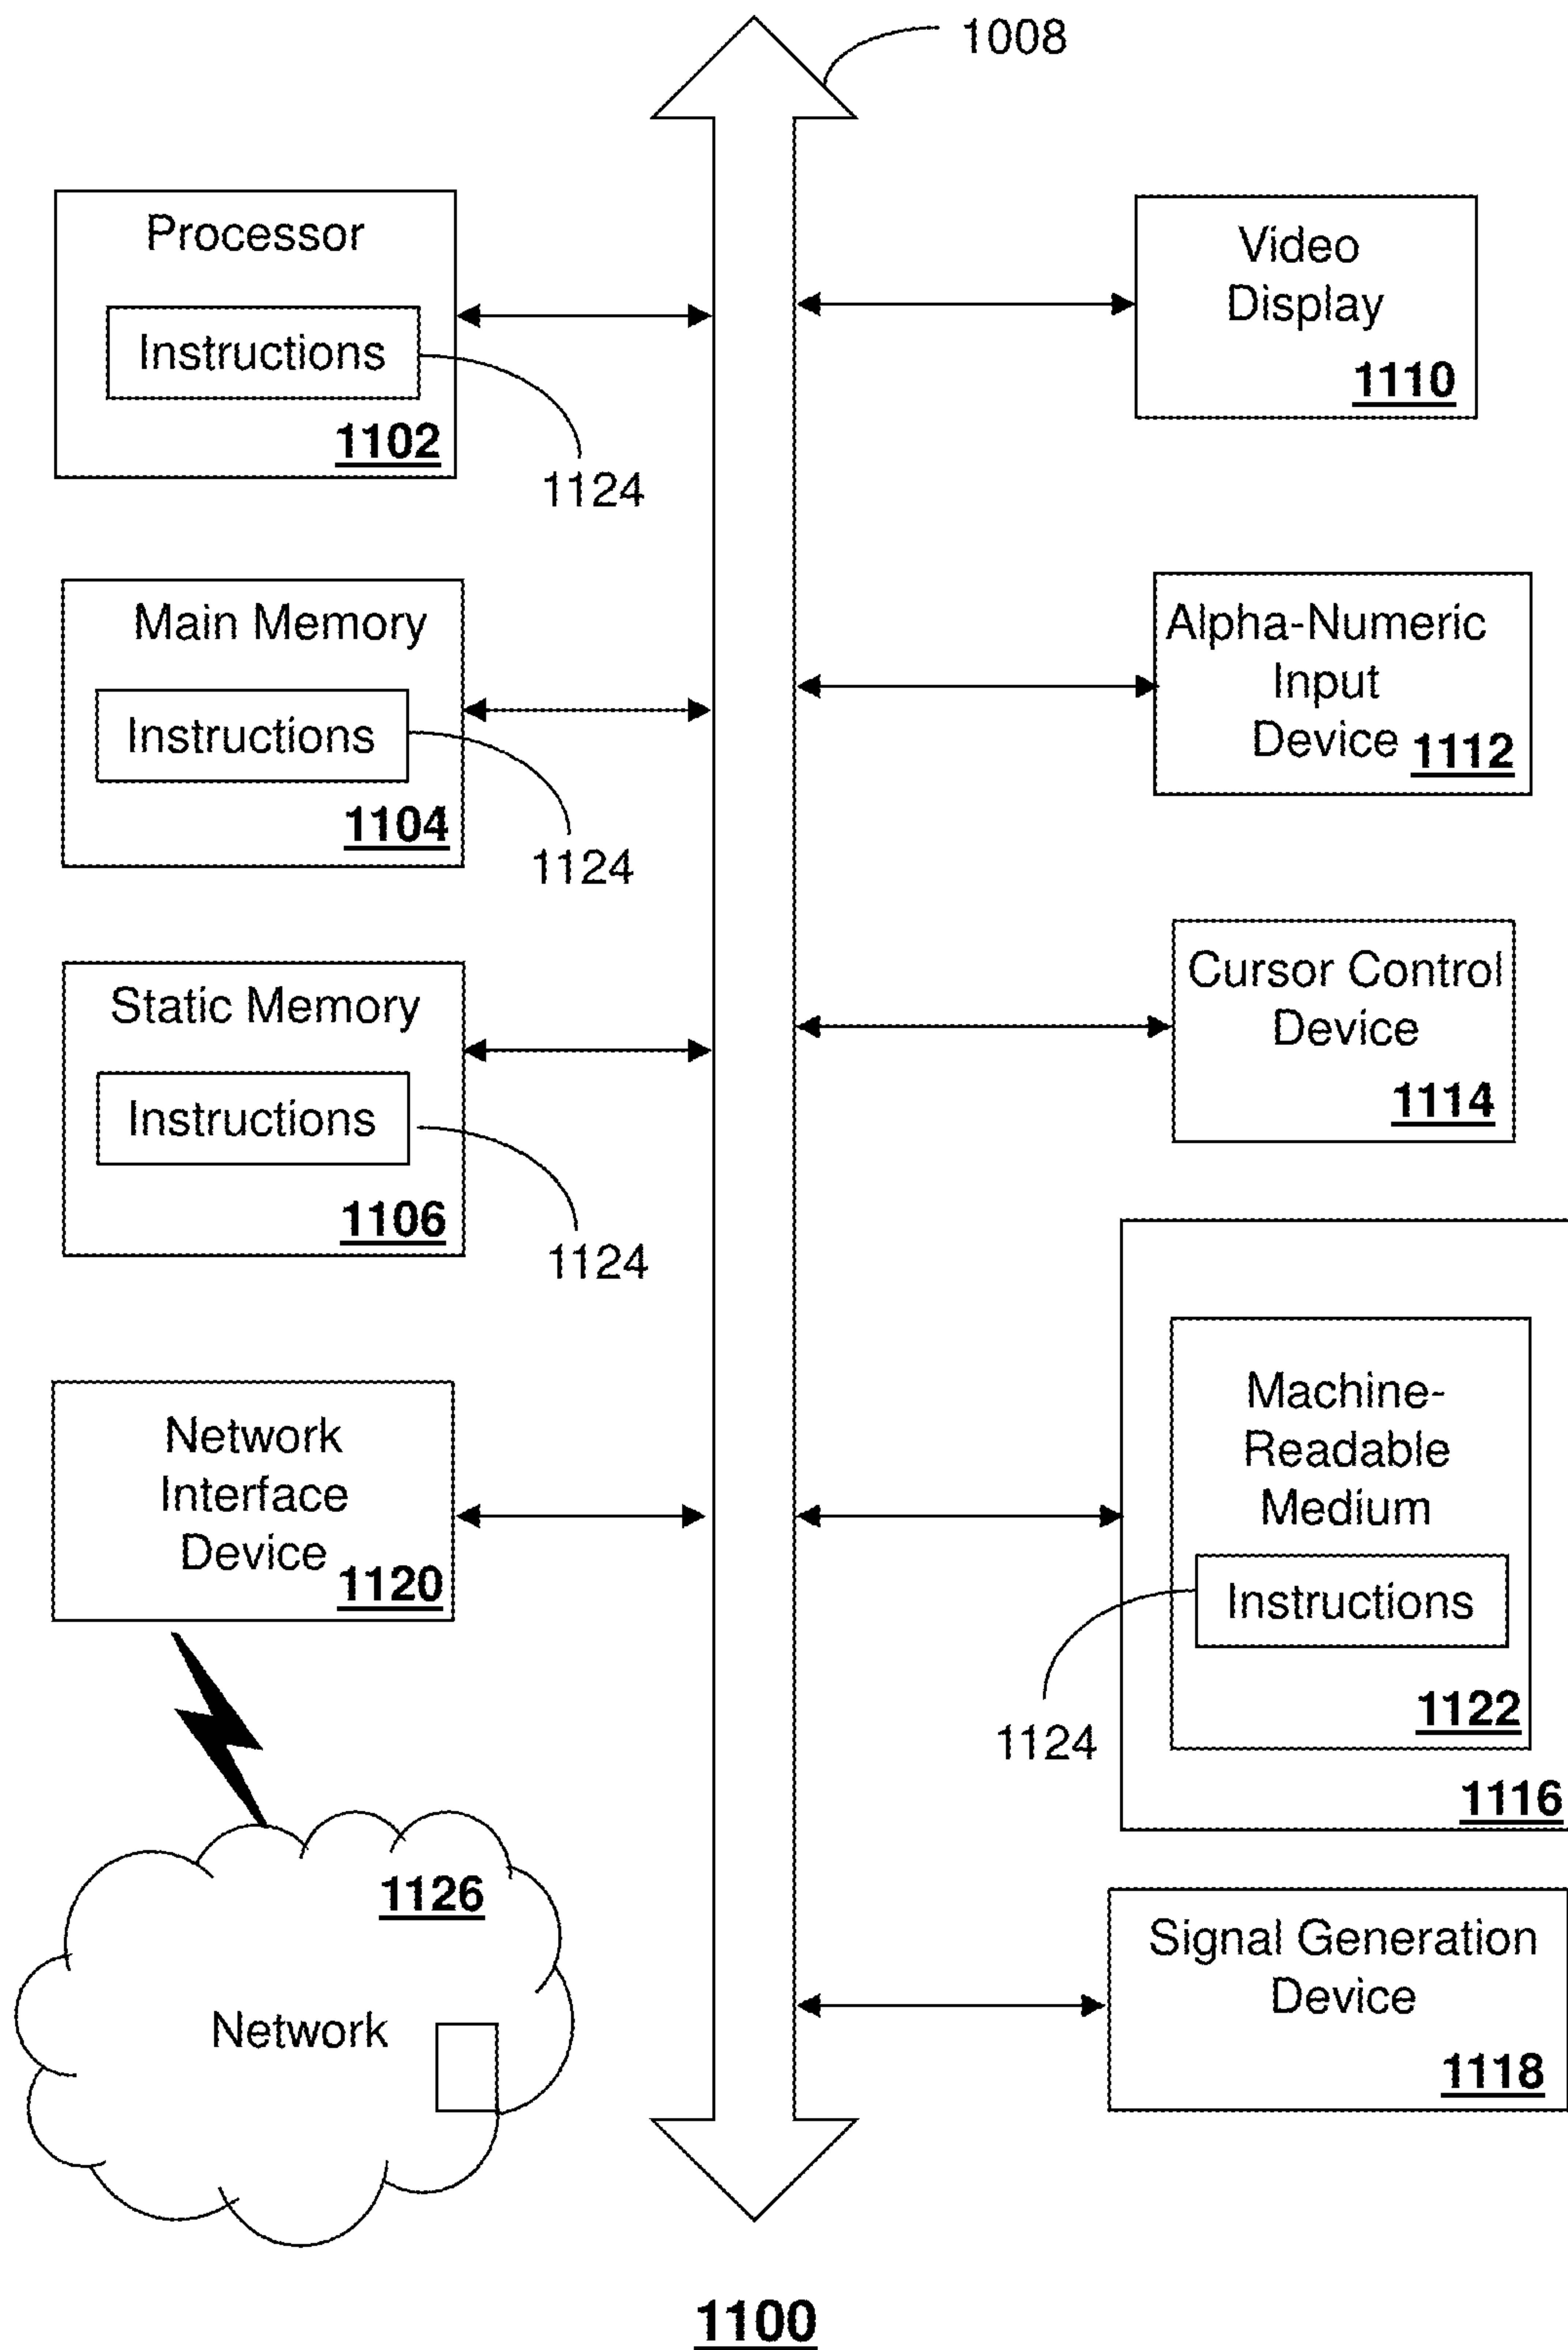 1008
Processor
Instructions
1102
1124
Main Memory
Instructions
1104
1124
Static Memory
Instructions
1106
1124
Network
Interface
Device
1120
1126
Network
Video
Display
1110
Alpha-Numeric
Input
Device
1112
Cursor Control
Device
1114
Machine-
Readable
Medium
Instructions
1124
1122
1116
Signal Generation
Device
1118
1100